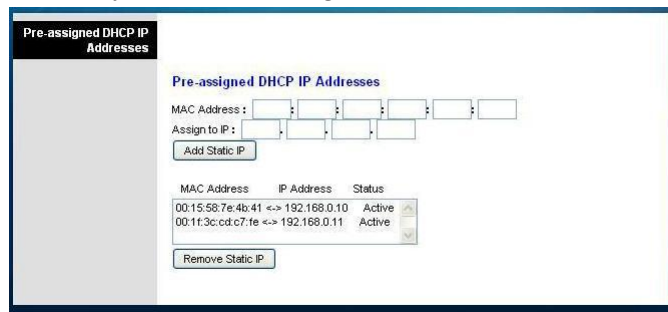 Pre-assigned DHCP IP
Addresses
Pre-assigned DHCP IP Addresses
MAC Address : : : : : :
Assign to IP : . . .
Add Static IP
MAC Address IP Address Status
00:15:58:7e:4b:41 <-> 192.168.0.10 Active
00:1f:3c:cd:c7:fe <-> 192.168.0.11 Active
Remove Static IP